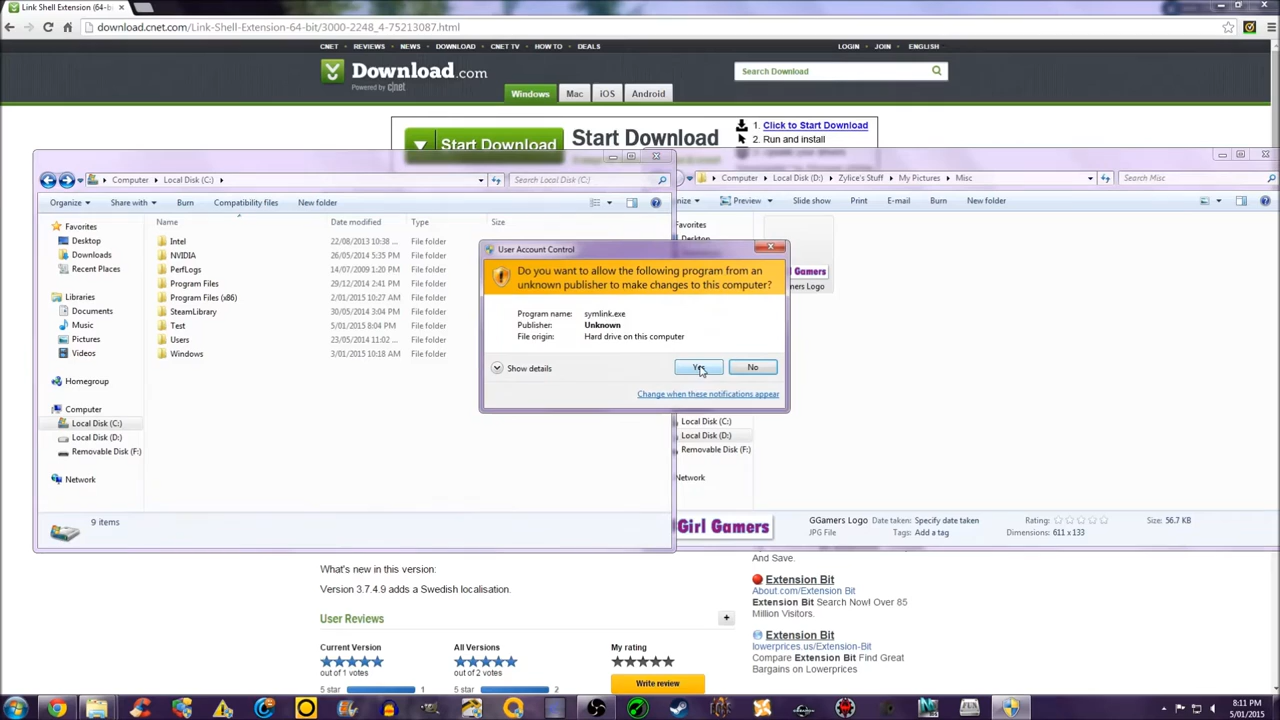 Link Shell Extension (64-b
download.cnet.com/Link-Shell-Extension-64-bit/3000-2248_4-75213087.html
CNET REVIEWS NEWS DOWNLOAD CNET TV HOW TO DEALS
LOGIN JOIN ENGLISH
Download.com
Powered by c|net
Search Download
Windows Mac iOS Android
Start Download
Start Download
1. Click to Start Download
2. Run and install
Computer Local Disk (C:)
Search Local Disk (C:)
Organize Share with Burn Compatibility files New folder
Favorites
Desktop
Downloads
Recent Places
Libraries
Documents
Music
Pictures
Videos
Homegroup
Computer
Local Disk (C:)
Local Disk (D:)
Removable Disk (F:)
Network
Name Date modified Type Size
Intel 22/08/2013 10:38 ... File folder
NVIDIA 26/05/2014 5:35 PM File folder
PerfLogs 14/07/2009 1:20 PM File folder
Program Files 29/12/2014 2:41 PM File folder
Program Files (x86) 2/01/2015 10:27 AM File folder
SteamLibrary 30/05/2014 3:04 PM File folder
Test 5/01/2015 8:04 PM File folder
Users 23/05/2014 11:02 ... File folder
Windows 3/01/2015 10:18 AM File folder
9 items
Computer Local Disk (D:) Zylice's Stuff My Pictures Misc
Search Misc
Preview Slide show Print E-mail Burn New folder
Favorites
Gamers
Logo
Local Disk (C:)
Local Disk (D:)
Removable Disk (F:)
Network
Girl Gamers
GGamers Logo Date taken: Specify date taken Rating: Size: 56.7 KB
JPG File Tags: Add a tag Dimensions: 611 x 133
User Account Control
Do you want to allow the following program from an
unknown publisher to make changes to this computer?
Program name: symlink.exe
Publisher: Unknown
File origin: Hard drive on this computer
Show details
Yes No
Change when these notifications appear
What's new in this version:
Version 3.7.4.9 adds a Swedish localisation.
User Reviews
+
Current Version
out of 1 votes
5 star 1
All Versions
out of 2 votes
5 star 2
My rating
Write review
And Save.
Extension Bit
About.com/Extension Bit
Extension Bit Search Now! Over 85
Million Visitors.
Extension Bit
lowerprices.us/Extension-Bit
Compare Extension Bit Find Great
Bargains on Lowerprices
8:11 PM
5/01/2015